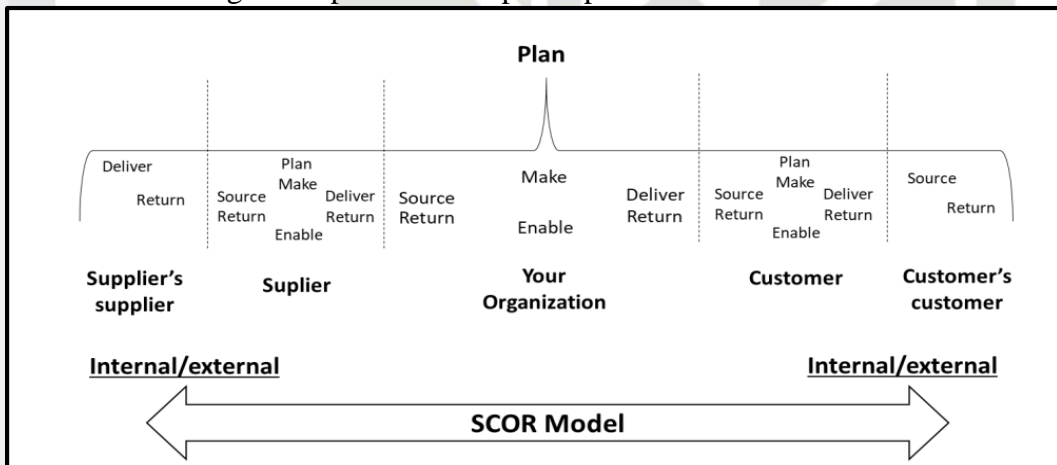 Plan
Deliver
Return
Source
Return
Plan
Make
Deliver
Return
Enable
Source
Return
Make
Enable
Deliver
Return
Source
Return
Plan
Make
Deliver
Return
Enable
Source
Return
Supplier's
supplier
Suplier
Your
Organization
Customer
Customer's
customer
Internal/external
Internal/external
SCOR Model